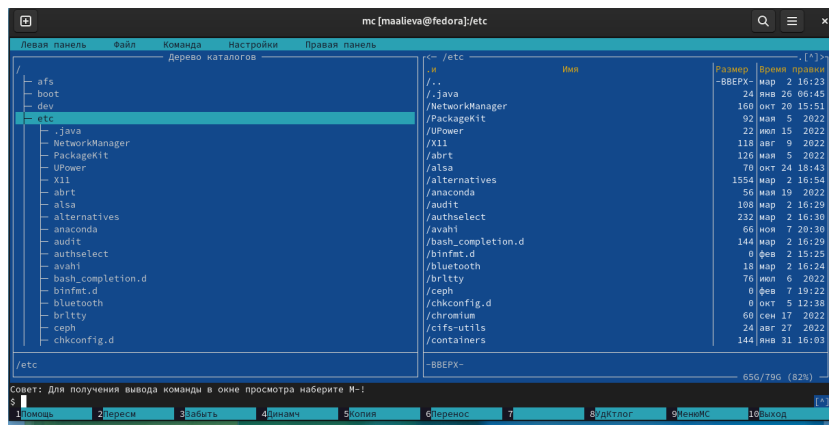 mc [maalieva@fedora]:/etc
Левая панель Файл Команда Настройки Правая панель
Дерево каталогов
/
afs
boot
dev
etc
.java
NetworkManager
PackageKit
UPower
X11
abrt
alsa
alternatives
anaconda
audit
authselect
avahi
bash_completion.d
binfmt.d
bluetooth
brltty
ceph
chkconfig.d
/etc
<— /etc .[^]>
.и Имя Размер Время правки
/.. -ВВЕРХ- мар 2 16:23
/.java 24 янв 26 06:45
/NetworkManager 160 окт 20 15:51
/PackageKit 92 мая 5 2022
/UPower 22 июл 15 2022
/X11 118 авг 9 2022
/abrt 126 мая 5 2022
/alsa 70 окт 24 18:43
/alternatives 1554 мар 2 16:54
/anaconda 56 мая 19 2022
/audit 108 мар 2 16:29
/authselect 232 мар 2 16:30
/avahi 66 ноя 7 20:30
/bash_completion.d 144 мар 2 16:29
/binfmt.d 0 фев 2 15:25
/bluetooth 18 мар 2 16:24
/brltty 76 июл 6 2022
/ceph 0 фев 7 19:22
/chkconfig.d 0 окт 5 12:38
/chromium 60 сен 17 2022
/cifs-utils 24 авг 27 2022
/containers 144 янв 31 16:03
-ВВЕРХ-
65G/79G (82%)
Совет: Для получения вывода команды в окне просмотра наберите M-!
$ [^]
1Помощь 2Пересм 3Забыть 4Динамч 5Копия 6Перенос 7 8УдКтлог 9МенюMC 10Выход